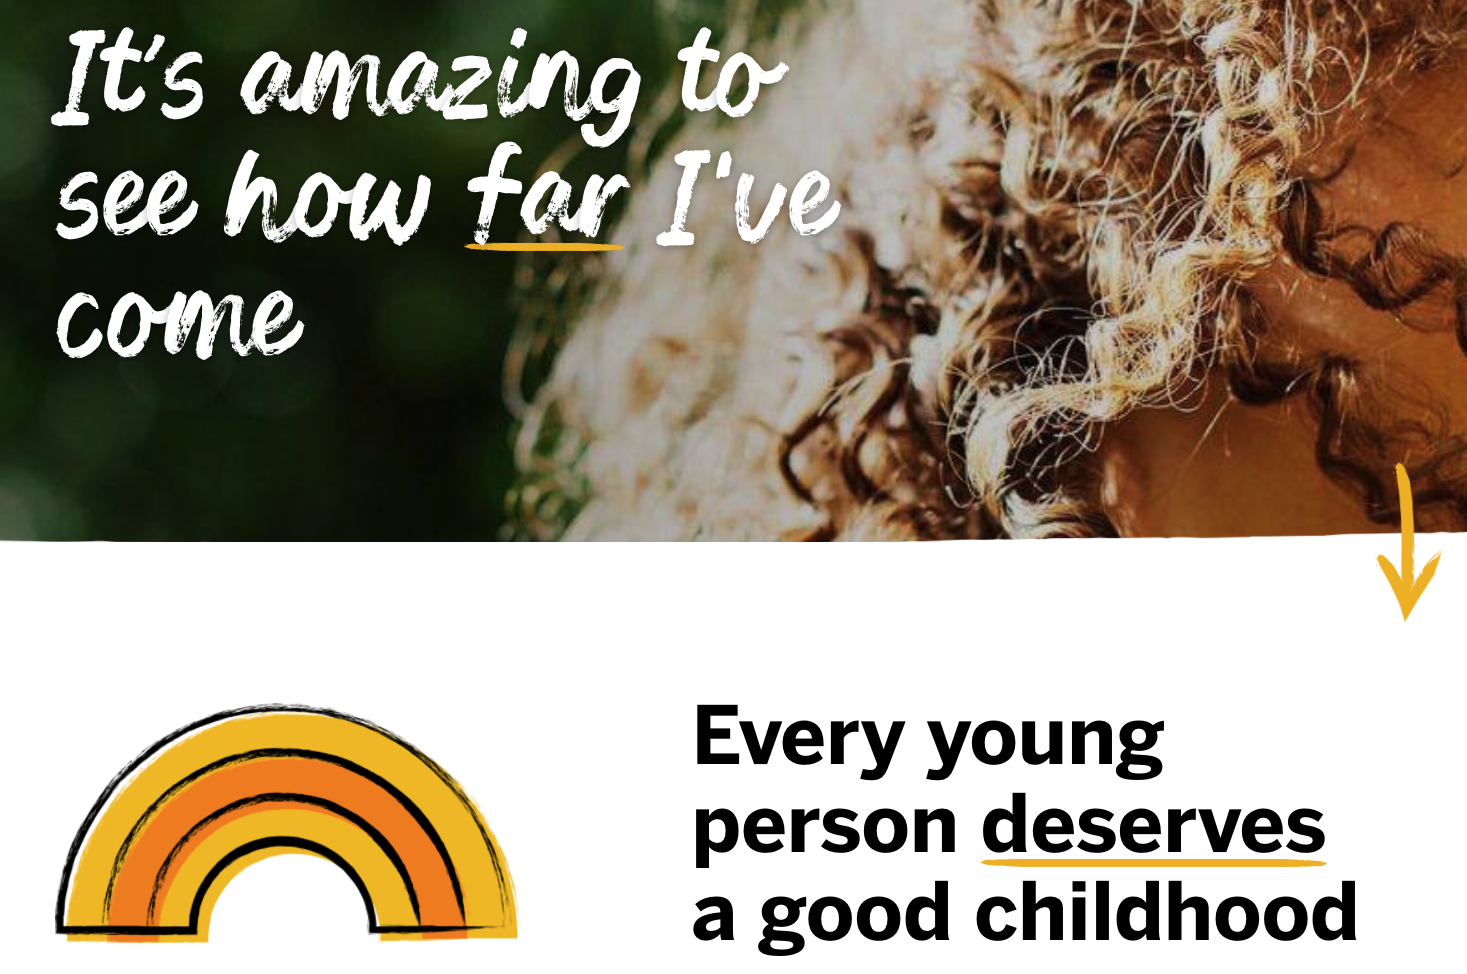 It's amazing to
see how far I've
come
Every young
person deserves
a good childhood